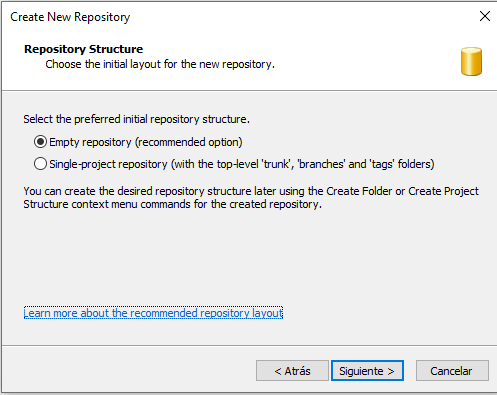 Create New Repository
Repository Structure
Choose the initial layout for the new repository.
Select the preferred initial repository structure.
Empty repository (recommended option)
Single-project repository (with the top-level 'trunk', 'branches' and 'tags' folders)
You can create the desired repository structure later using the Create Folder or Create Project
Structure context menu commands for the created repository.
Learn more about the recommended repository layout
< Atrás
Siguiente >
Cancelar